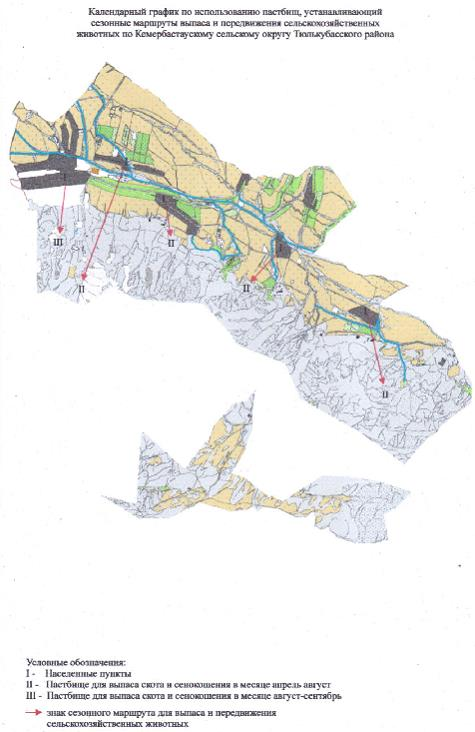 Календарный график по использованию пастбищ, устанавливающий
сезонные маршруты выпаса и передвижения сельскохозяйственных
животных по Кемербастаускому сельскому округу Тюлькубасского района
I
I
I
I
III
II
II
II
I
II
Условные обозначения:
I - Населенные пункты
II - Пастбище для выпаса скота и сенокошения в месяце апрель август
III - Пастбище для выпаса скота и сенокошения в месяце август-сентябрь
знак сезонного маршрута для выпаса и передвижения
сельскохозяйственных животных